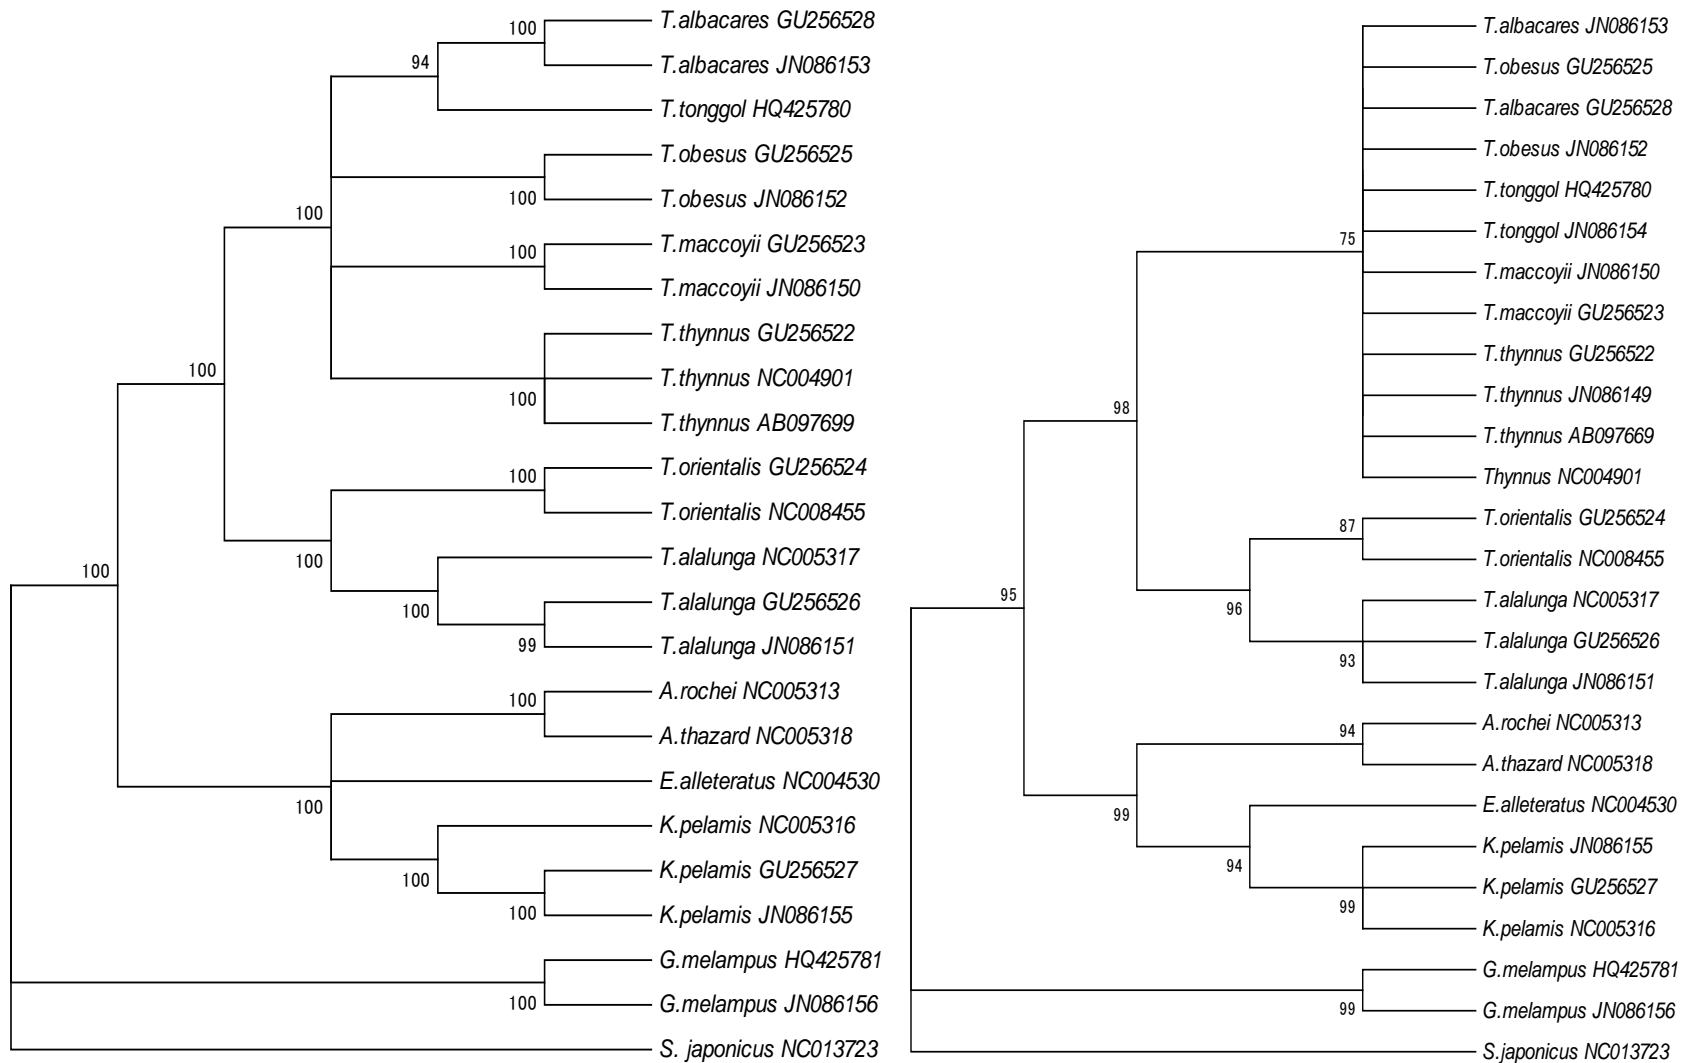 T.albacares GU256528
100
T.albacares JN086153
94
T.tonggol HQ425780
T.obesus GU256525
100
T.obesus JN086152
100
T.maccoyii GU256523
100
T.maccoyii JN086150
T.thynnus GU256522
T.thynnus NC004901
100
T.thynnus AB097699
100
T.orientalis GU256524
100
T.orientalis NC008455
T.alalunga NC005317
100
100
T.alalunga GU256526
100
99
T.alalunga JN086151
A.rochei NC005313
100
A.thazard NC005318
E.alleteratus NC004530
100
K.pelamis NC005316
K.pelamis GU256527
100
100
K.pelamis JN086155
G.melampus HQ425781
100
G.melampus JN086156
S. japonicus NC013723
T.albacares JN086153
T.obesus GU256525
T.albacares GU256528
T.obesus JN086152
T.tonggol HQ425780
T.tonggol JN086154
75
T.maccoyii JN086150
T.maccoyii GU256523
T.thynnus GU256522
T.thynnus JN086149
98
T.thynnus AB097669
Thynnus NC004901
T.orientalis GU256524
87
T.orientalis NC008455
95
T.alalunga NC005317
96
T.alalunga GU256526
93
T.alalunga JN086151
A.rochei NC005313
94
A.thazard NC005318
E.alleteratus NC004530
99
K.pelamis JN086155
94
K.pelamis GU256527
99
K.pelamis NC005316
G.melampus HQ425781
99
G.melampus JN086156
S.japonicus NC013723